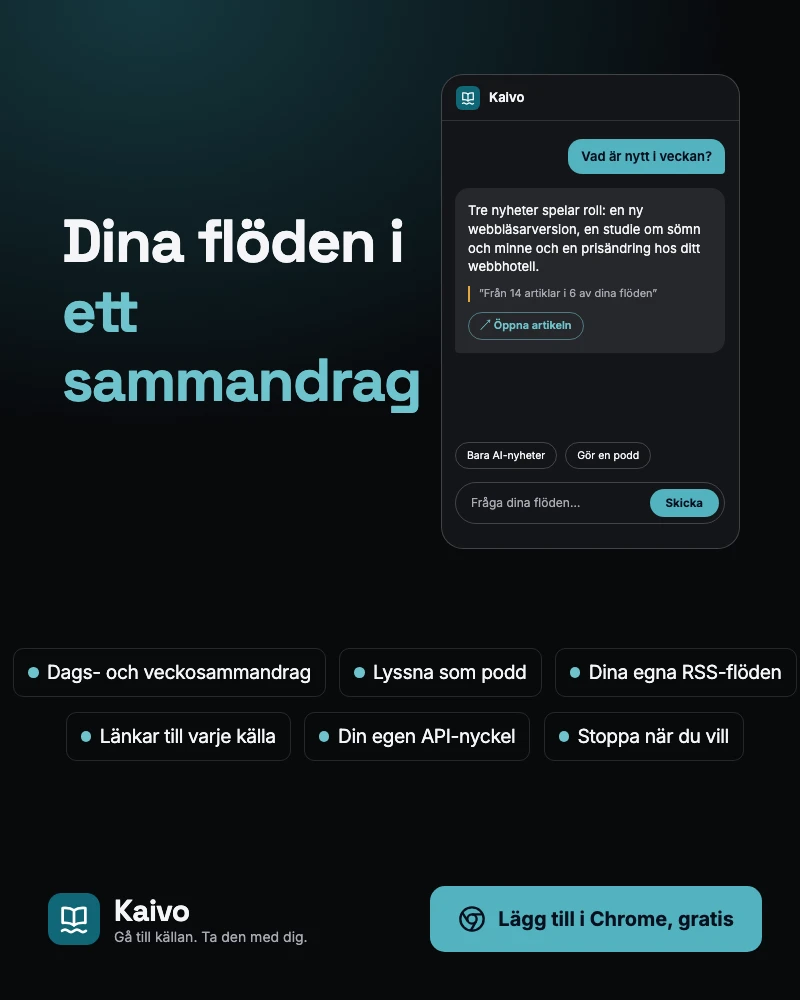 Dina flöden i
ett
sammandrag
Kaivo
Vad är nytt i veckan?
Tre nyheter spelar roll: en ny
webbläsarversion, en studie om sömn
och minne och en prisändring hos ditt
webbhotell.
"Från 14 artiklar i 6 av dina flöden"
↗ Öppna artikeln
Bara AI-nyheter
Gör en podd
Fråga dina flöden...
Skicka
Dags- och veckosammandrag
Lyssna som podd
Dina egna RSS-flöden
Länkar till varje källa
Din egen API-nyckel
Stoppa när du vill
Kaivo
Gå till källan. Ta den med dig.
Lägg till i Chrome, gratis